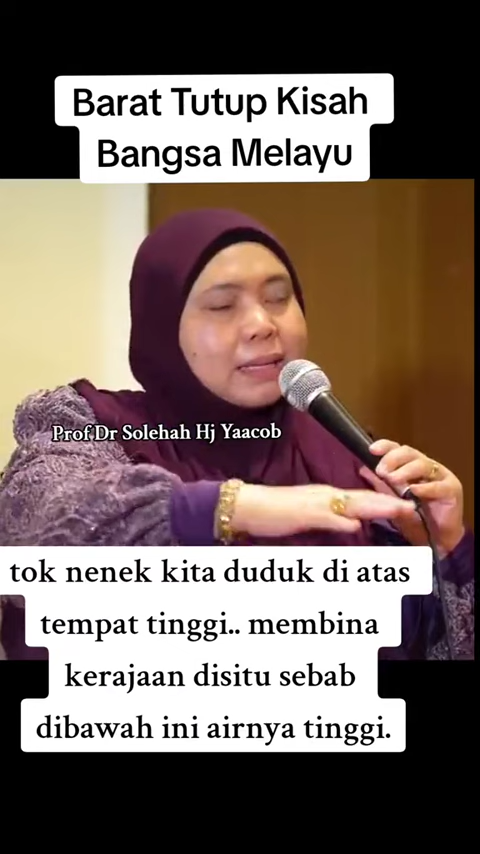 Barat Tutup Kisah
Bangsa Melayu
Prof Dr Solehah Hj Yaacob
tok nenek kita duduk di atas
tempat tinggi.. membina
kerajaan disitu sebab
dibawah ini airnya tinggi.